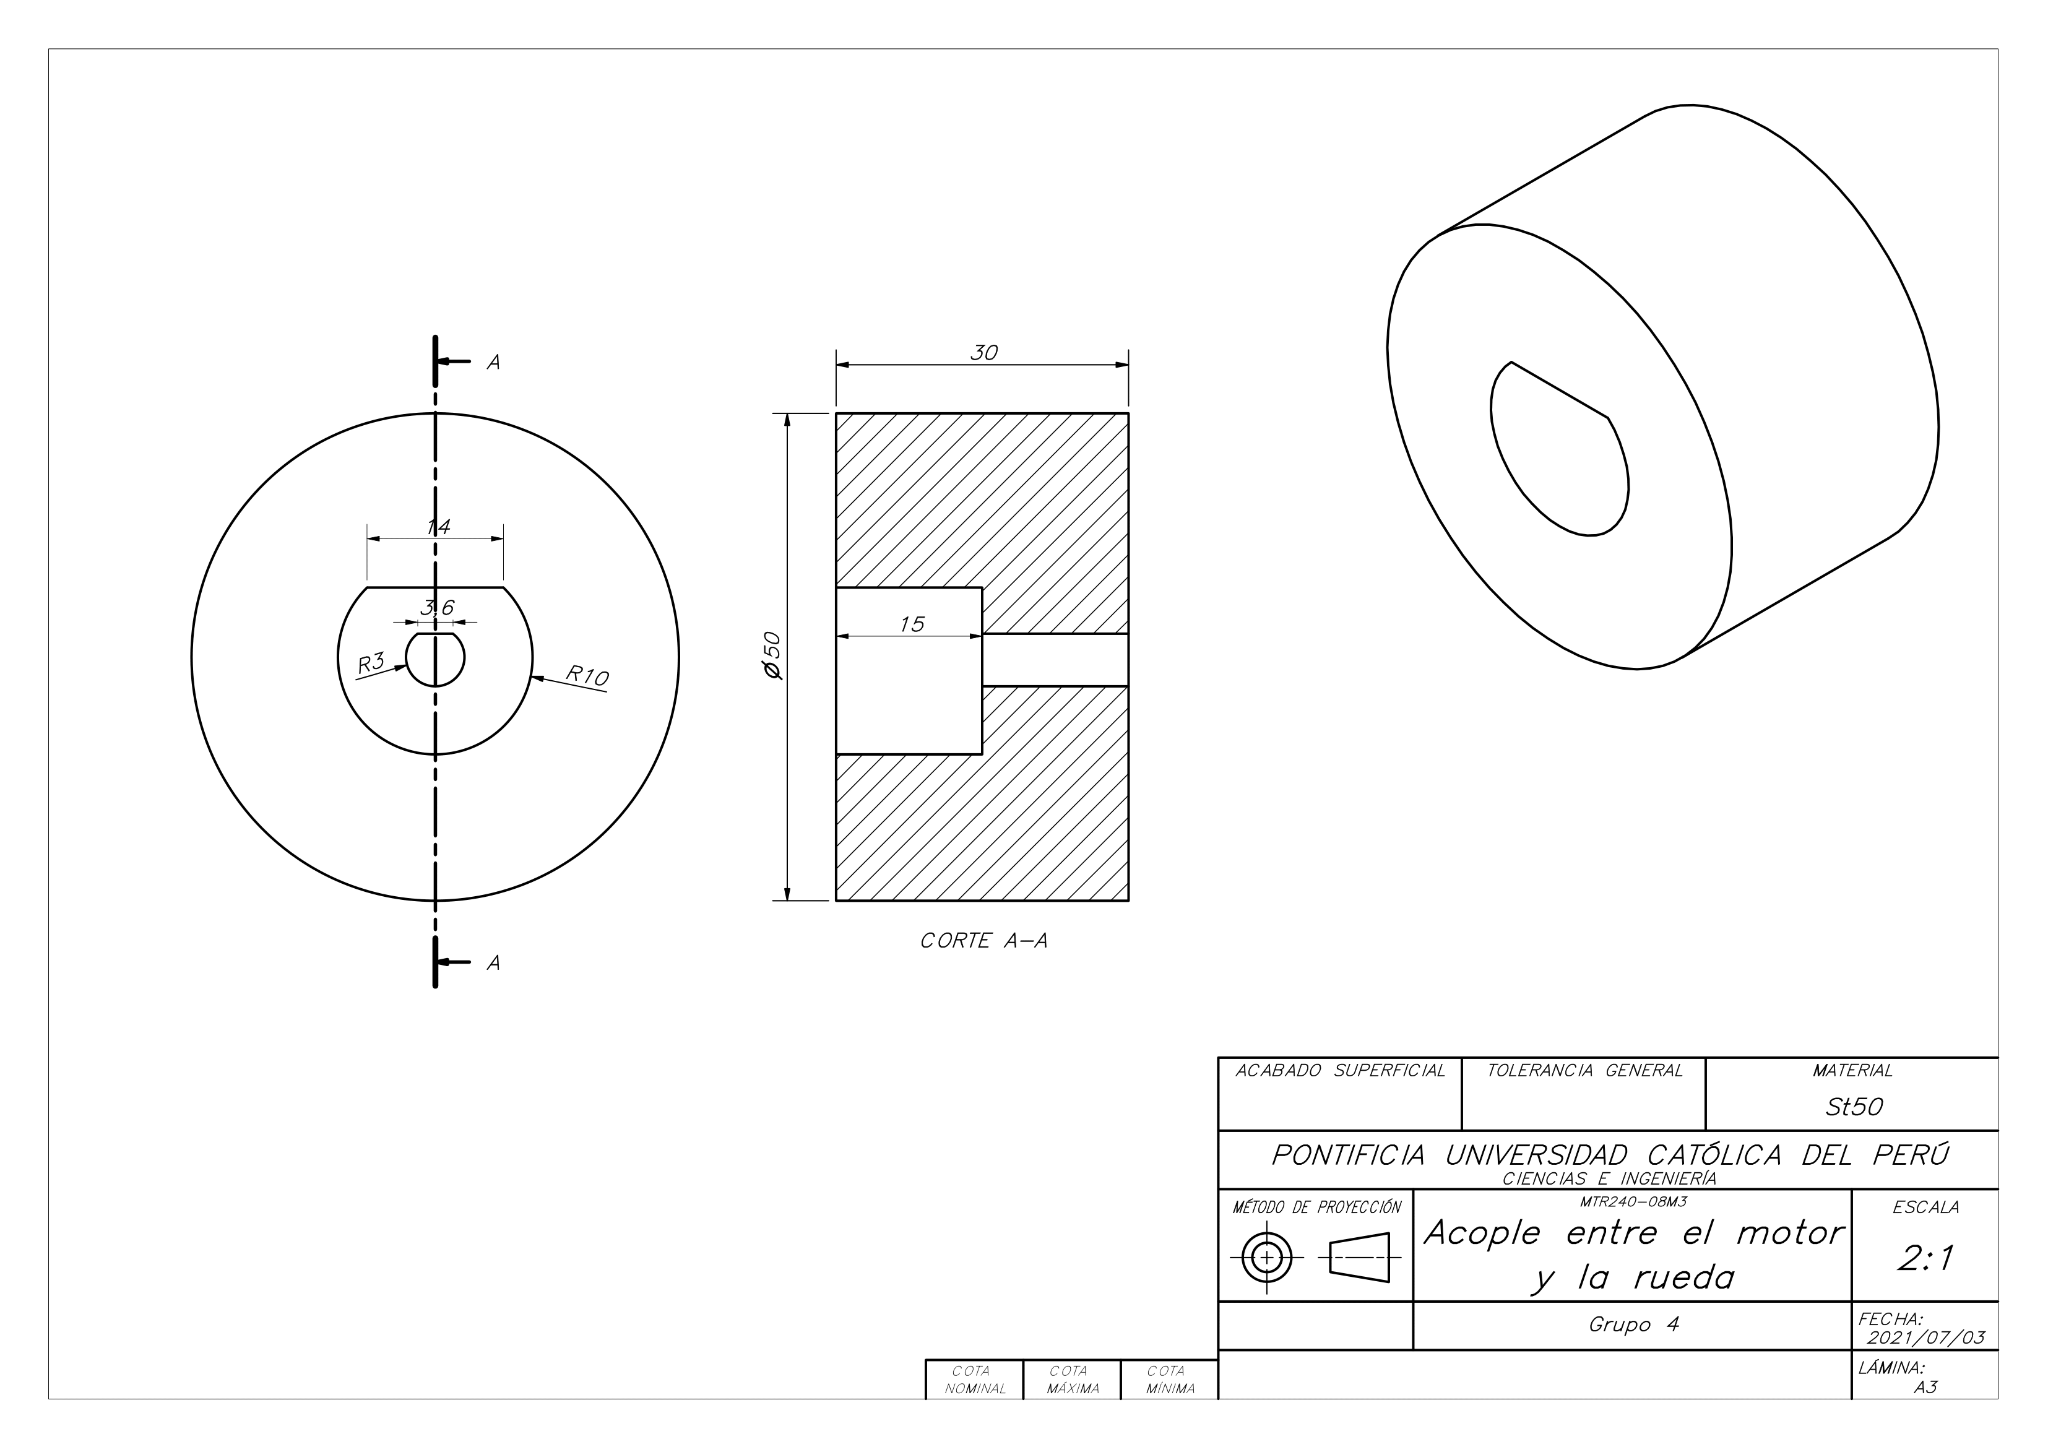 A
30
14
3,6
15
R3
R10
Ø50
CORTE A-A
A
ACABADO SUPERFICIAL
TOLERANCIA GENERAL
MATERIAL
St50
PONTIFICIA UNIVERSIDAD CATÓLICA DEL PERÚ
CIENCIAS E INGENIERÍA
MÉTODO DE PROYECCIÓN
MTR240-08M3
Acople entre el motor
y la rueda
ESCALA
2:1
Grupo 4
FECHA:
2021/07/03
COTA
NOMINAL
COTA
MÁXIMA
COTA
MÍNIMA
LÁMINA:
A3